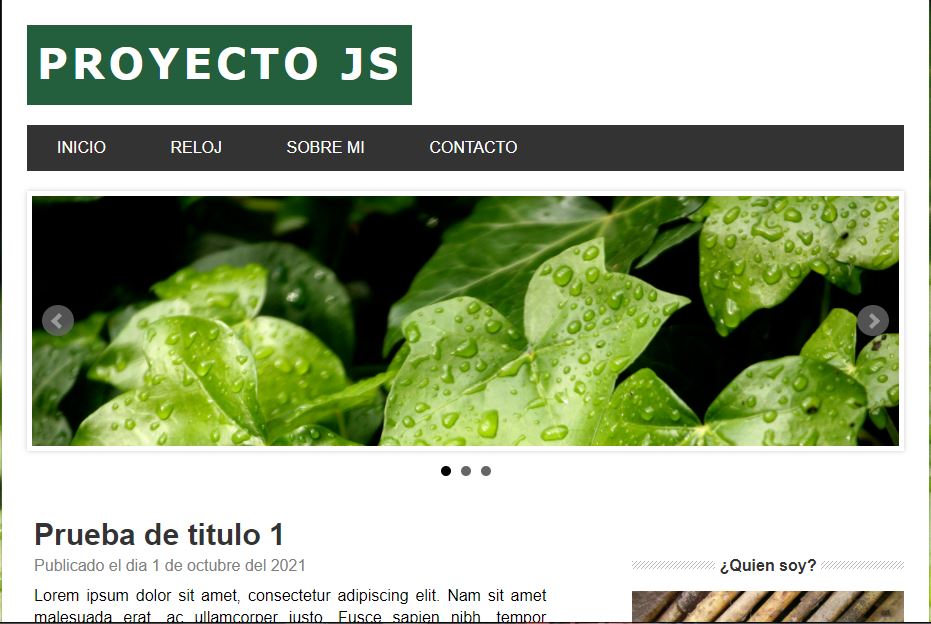 PROYECTO JS
INICIO RELOJ SOBRE MI CONTACTO
Prueba de titulo 1
Publicado el dia 1 de octubre del 2021
Lorem ipsum dolor sit amet, consectetur adipiscing elit. Nam sit amet
malesuada erat, ac ullamcorper justo. Fusce sapien nibh, tempor
¿Quien soy?